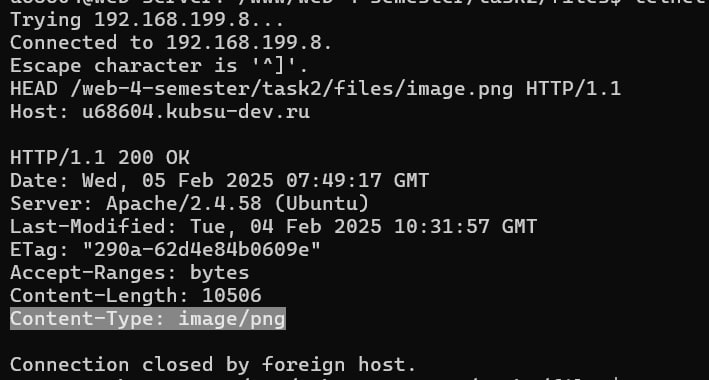 Trying 192.168.199.8...
Connected to 192.168.199.8.
Escape character is '^]'.
HEAD /web-4-semester/task2/files/image.png HTTP/1.1
Host: u68604.kubsu-dev.ru
HTTP/1.1 200 OK
Date: Wed, 05 Feb 2025 07:49:17 GMT
Server: Apache/2.4.58 (Ubuntu)
Last-Modified: Tue, 04 Feb 2025 10:31:57 GMT
ETag: "290a-62d4e84b0609e"
Accept-Ranges: bytes
Content-Length: 10506
Content-Type: image/png
Connection closed by foreign host.